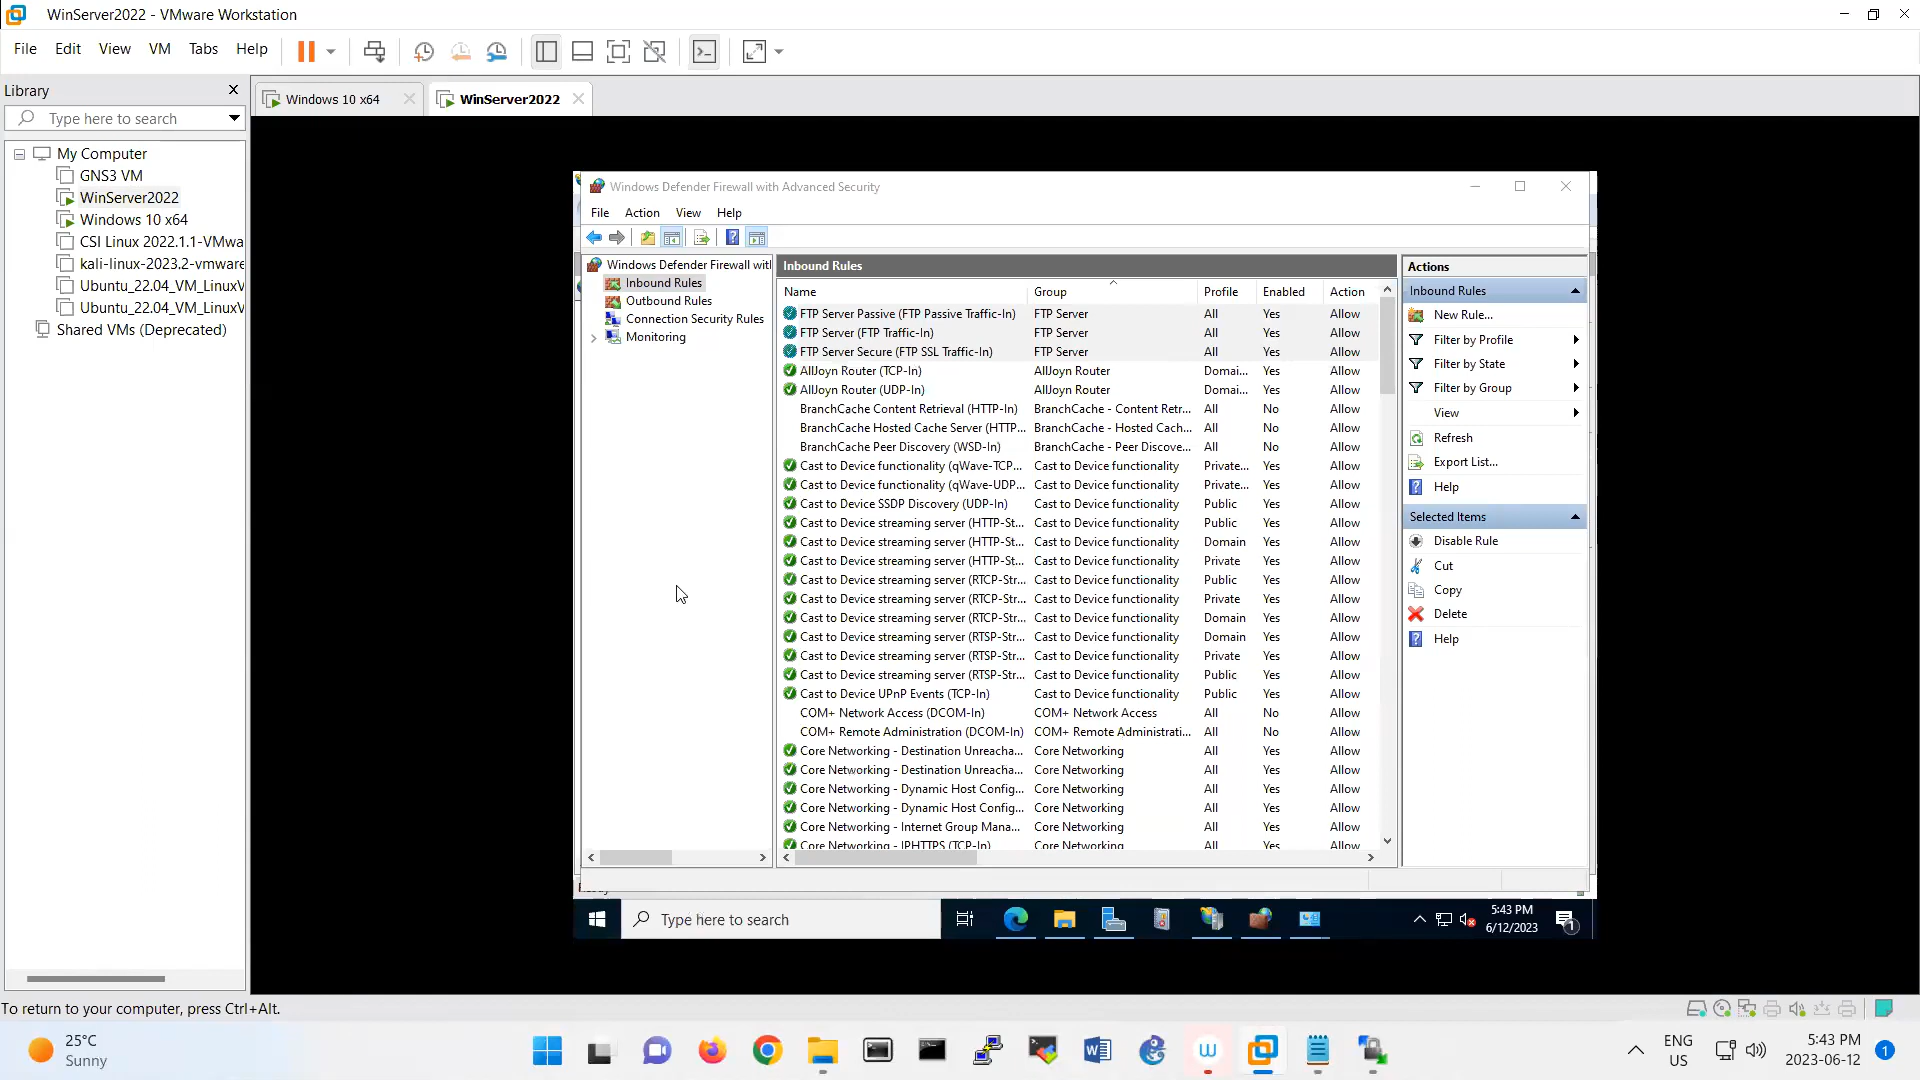 WinServer2022 - VMware Workstation
File Edit View VM Tabs Help
Library
Type here to search
My Computer
GNS3 VM
WinServer2022
Windows 10 x64
CSI Linux 2022.1.1-VMwa
kali-linux-2023.2-vmware
Ubuntu_22.04_VM_LinuxV
Ubuntu_22.04_VM_LinuxV
Shared VMs (Deprecated)
Windows 10 x64
WinServer2022
Windows Defender Firewall with Advanced Security
File Action View Help
Windows Defender Firewall wit
Inbound Rules
Outbound Rules
Connection Security Rules
Monitoring
Inbound Rules
Name Group Profile Enabled Action
FTP Server Passive (FTP Passive Traffic-In) FTP Server All Yes Allow
FTP Server (FTP Traffic-In) FTP Server All Yes Allow
FTP Server Secure (FTP SSL Traffic-In) FTP Server All Yes Allow
AllJoyn Router (TCP-In) AllJoyn Router Domai... Yes Allow
AllJoyn Router (UDP-In) AllJoyn Router Domai... Yes Allow
BranchCache Content Retrieval (HTTP-In) BranchCache - Content Retr... All No Allow
BranchCache Hosted Cache Server (HTTP... BranchCache - Hosted Cach... All No Allow
BranchCache Peer Discovery (WSD-In) BranchCache - Peer Discove... All No Allow
Cast to Device functionality (qWave-TCP... Cast to Device functionality Private... Yes Allow
Cast to Device functionality (qWave-UDP... Cast to Device functionality Private... Yes Allow
Cast to Device SSDP Discovery (UDP-In) Cast to Device functionality Public Yes Allow
Cast to Device streaming server (HTTP-St... Cast to Device functionality Public Yes Allow
Cast to Device streaming server (HTTP-St... Cast to Device functionality Domain Yes Allow
Cast to Device streaming server (HTTP-St... Cast to Device functionality Private Yes Allow
Cast to Device streaming server (RTCP-Str... Cast to Device functionality Public Yes Allow
Cast to Device streaming server (RTCP-Str... Cast to Device functionality Private Yes Allow
Cast to Device streaming server (RTCP-Str... Cast to Device functionality Domain Yes Allow
Cast to Device streaming server (RTSP-Str... Cast to Device functionality Domain Yes Allow
Cast to Device streaming server (RTSP-Str... Cast to Device functionality Private Yes Allow
Cast to Device streaming server (RTSP-Str... Cast to Device functionality Public Yes Allow
Cast to Device UPnP Events (TCP-In) Cast to Device functionality Public Yes Allow
COM+ Network Access (DCOM-In) COM+ Network Access All No Allow
COM+ Remote Administration (DCOM-In) COM+ Remote Administrati... All No Allow
Core Networking - Destination Unreacha... Core Networking All Yes Allow
Core Networking - Destination Unreacha... Core Networking All Yes Allow
Core Networking - Dynamic Host Config... Core Networking All Yes Allow
Core Networking - Dynamic Host Config... Core Networking All Yes Allow
Core Networking - Internet Group Mana... Core Networking All Yes Allow
Core Networking - IPHTTPS (TCP-In) Core Networking All Yes Allow
Actions
Inbound Rules
New Rule...
Filter by Profile
Filter by State
Filter by Group
View
Refresh
Export List...
Help
Selected Items
Disable Rule
Cut
Copy
Delete
Help
Type here to search
5:43 PM
6/12/2023
1
To return to your computer, press Ctrl+Alt.
25°C
Sunny
ENG
US
5:43 PM
2023-06-12
1